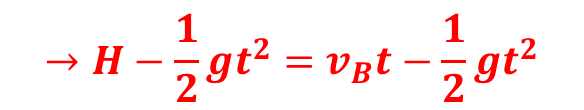 → H − 1/2 gt² = v_B t − 1/2 gt²